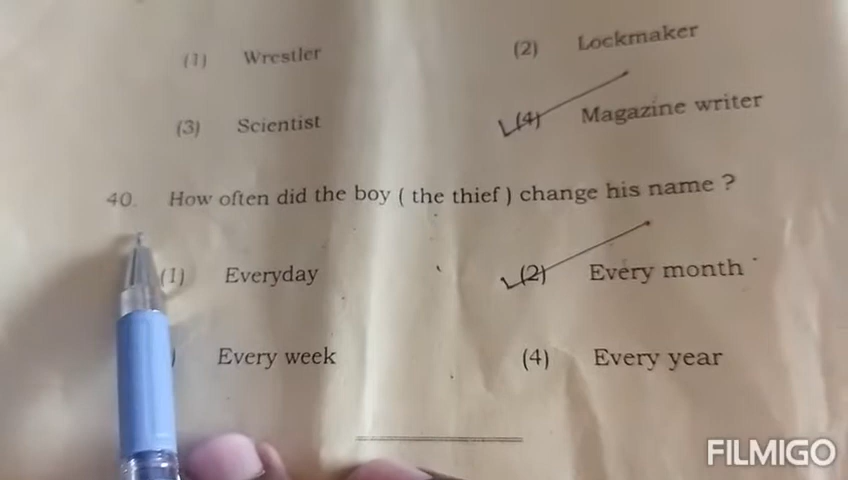 (1) Wrestler (2) Lockmaker
(3) Scientist (4) Magazine writer
40. How often did the boy ( the thief ) change his name ?
(1) Everyday (2) Every month
) Every week (4) Every year
FILMIGO